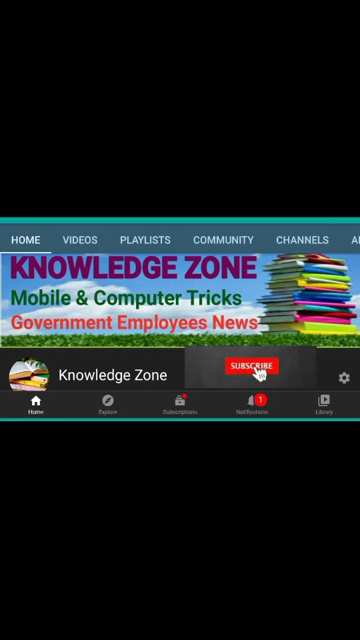 HOME VIDEOS PLAYLISTS COMMUNITY CHANNELS
KNOWLEDGE ZONE
Mobile & Computer Tricks
Government Employees News
SUBSCRIBE
Knowledge Zone
1
Home Explore Subscriptions Notifications Library